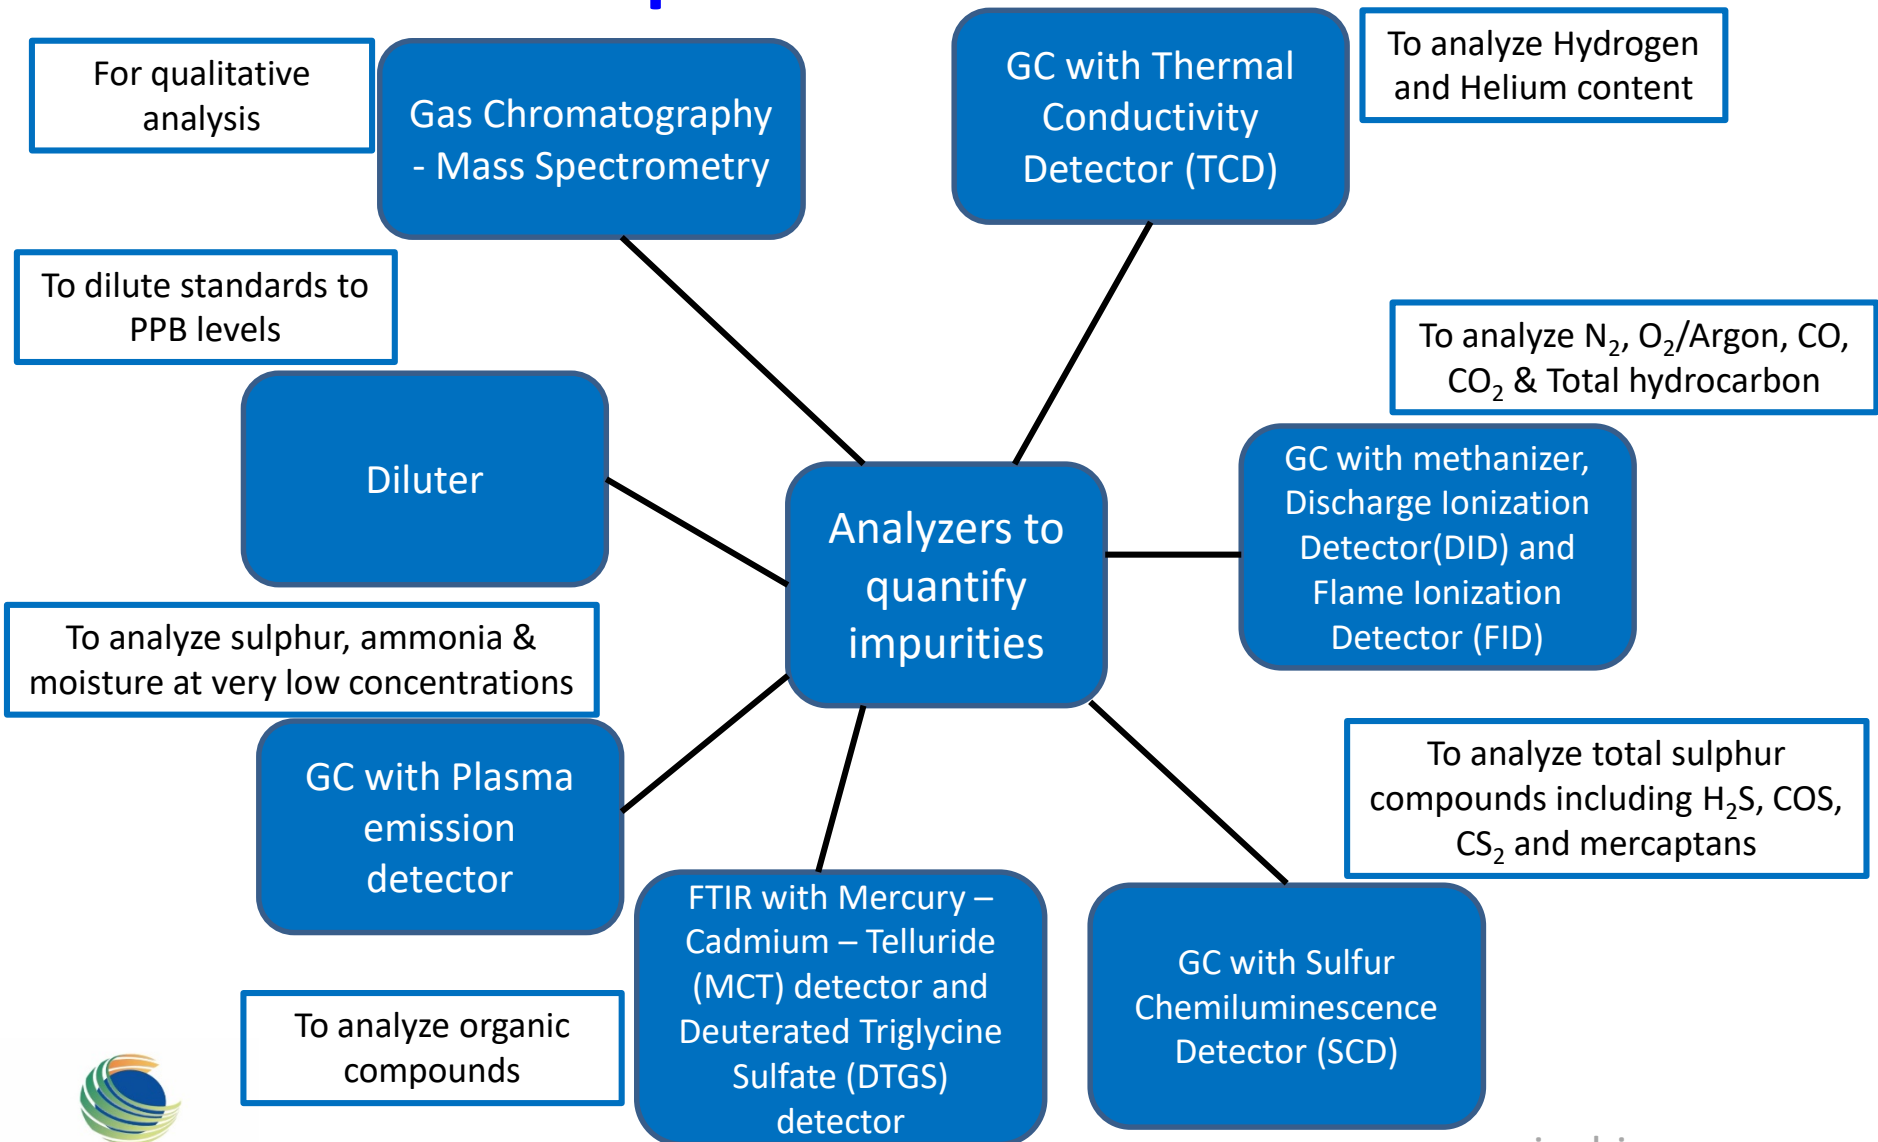 For qualitative
analysis
Gas Chromatography
- Mass Spectrometry
GC with Thermal
Conductivity
Detector (TCD)
To analyze Hydrogen
and Helium content
To dilute standards to
PPB levels
Diluter
To analyze N₂, O₂/Argon, CO,
CO₂ & Total hydrocarbon
GC with methanizer,
Discharge Ionization
Detector(DID) and
Flame Ionization
Detector (FID)
Analyzers to
quantify
impurities
To analyze sulphur, ammonia &
moisture at very low concentrations
GC with Plasma
emission
detector
To analyze total sulphur
compounds including H₂S, COS,
CS₂ and mercaptans
GC with Sulfur
Chemiluminescence
Detector (SCD)
FTIR with Mercury –
Cadmium – Telluride
(MCT) detector and
Deuterated Triglycine
Sulfate (DTGS)
detector
To analyze organic
compounds